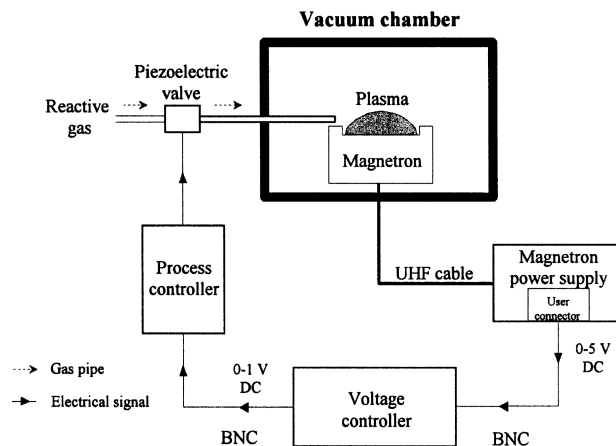 Vacuum chamber
Piezoelectric
valve
Reactive
gas
Plasma
Magnetron
Process
controller
UHF cable
Magnetron
power supply
User
connector
Gas pipe
Electrical signal
0-1 V
DC
BNC
Voltage
controller
BNC
0-5 V
DC